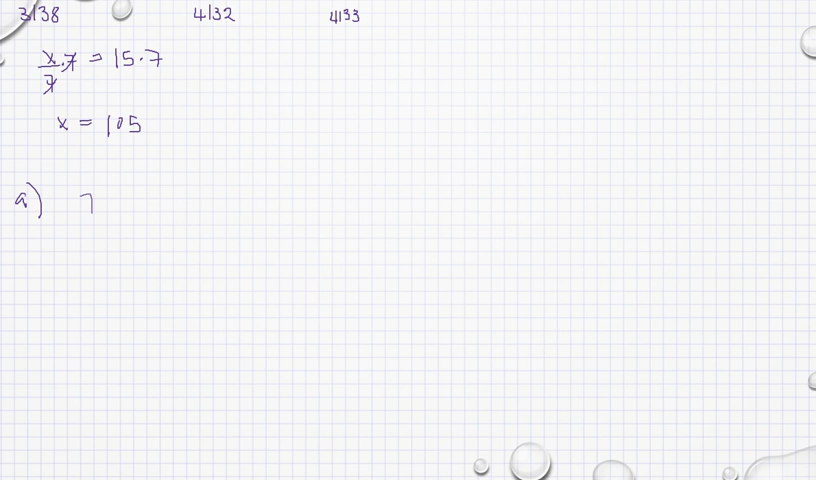 3138 4132 4133
x/7 · 7 = 15 · 7
x = 105
a) 7